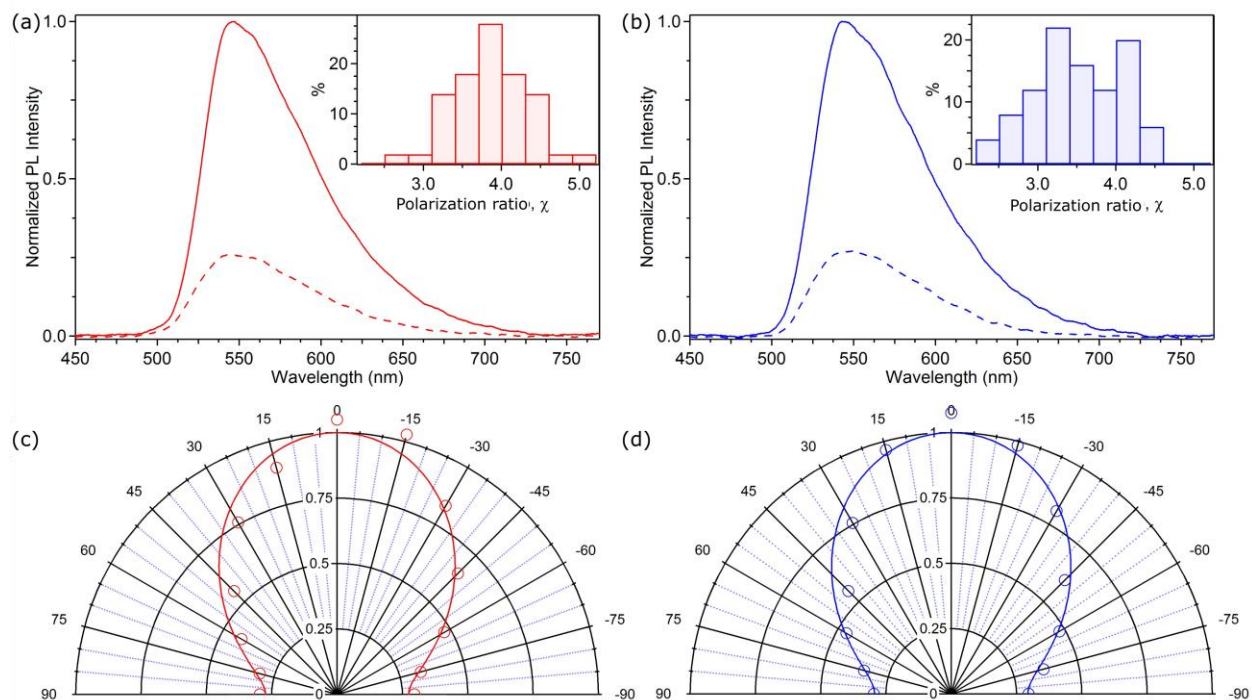 (a)
1.0
0.5
0.0
Normalized PL Intensity
450 500 550 600 650 700 750
Wavelength (nm)
%
20
10
0
3.0 4.0 5.0
Polarization ratio, χ
(b)
1.0
0.5
0.0
Normalized PL Intensity
450 500 550 600 650 700 750
Wavelength (nm)
%
20
10
0
3.0 4.0 5.0
Polarization ratio , χ
(c)
90 75 60 45 30 15 0 -15 -30 -45 -60 -75 -90
1
0.75
0.5
0.25
0
(d)
90 75 60 45 30 15 0 -15 -30 -45 -60 -75 -90
1
0.75
0.5
0.25
0